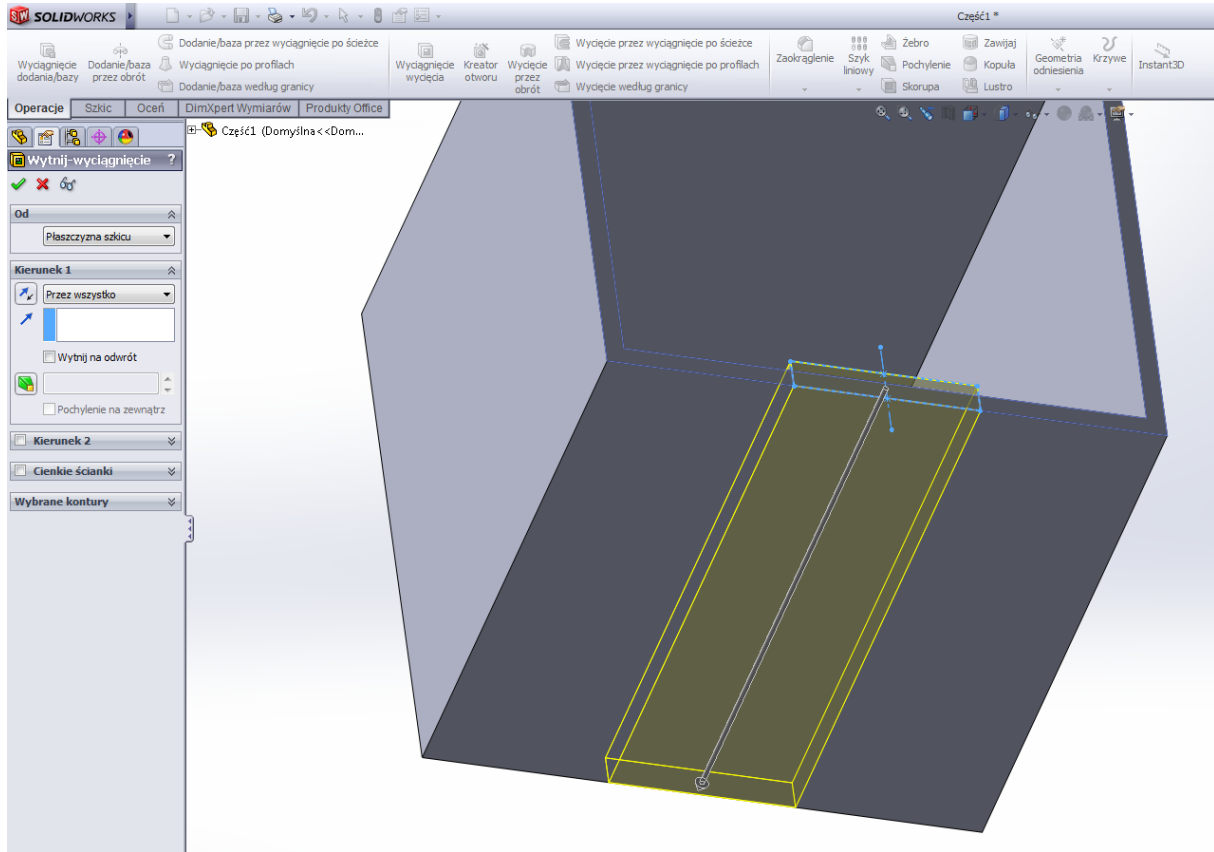 SOLIDWORKS
Część1 *
Wyciągnięcie dodania/bazy
Dodanie/baza przez obrót
Dodanie/baza przez wyciągnięcie po ścieżce
Wyciągnięcie po profilach
Dodanie/baza według granicy
Wyciągnięcie wycięcia
Kreator otworu
Wycięcie przez obrót
Wycięcie przez wyciągnięcie po ścieżce
Wycięcie przez wyciągnięcie po profilach
Wycięcie według granicy
Zaokrąglenie
Szyk liniowy
Żebro
Pochylenie
Skorupa
Zawijaj
Kopuła
Lustro
Geometria odniesienia
Krzywe
Instant3D
Operacje
Szkic
Oceń
DimXpert Wymiarów
Produkty Office
Część1 (Domyślna<<Dom...
Wytnij-wyciągnięcie ?
Od
Płaszczyzna szkicu
Kierunek 1
Przez wszystko
Wytnij na odwrót
Pochylenie na zewnątrz
Kierunek 2
Cienkie ścianki
Wybrane kontury